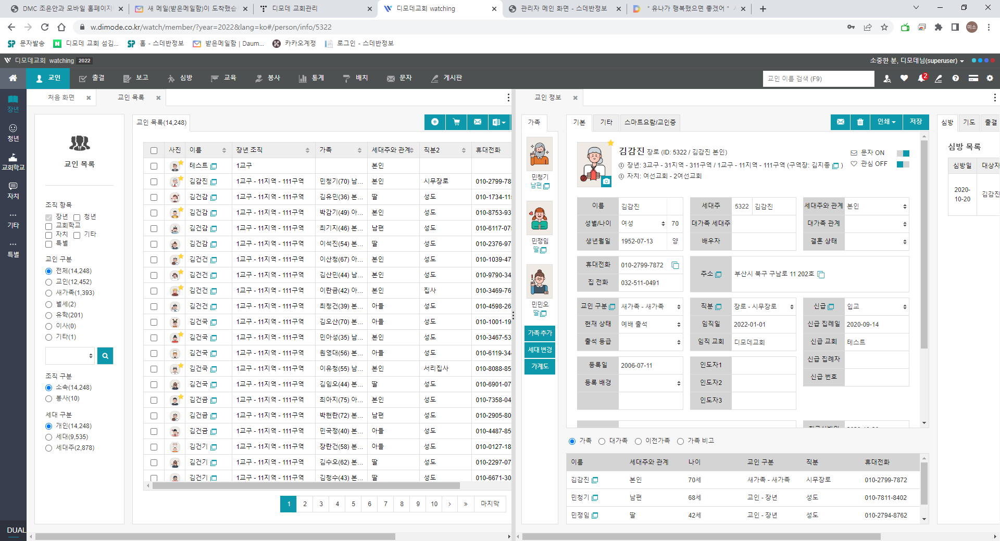 DMC 조은안과 모바일 홈페이지
새 메일(받은메일함)이 도착했습
디모데 교회관리
디모데교회 watching
관리자 메인 화면 - 스데반정보
" 유나가 행복했으면 좋겠어 "
w.dimode.co.kr/watch/member/?year=2022&lang=ko#/person/info/5322
미소
문자발송
디모데 교회 섬김...
홈 - 스데반정보
받은메일함 | Daum...
카카오계정
로그인 - 스데반정보
디모데교회 watching 2022
소중한 분, 디모데님(superuser)
교인 출결 보고 심방 교육 봉사 통계 배치 문자 게시판
교인 이름 검색 (F9)
2
장년
청년
교회학교
자치
기타
특별
DUAL
처음 화면
교인 목록
교인 목록
조직 항목
장년 청년
교회학교
자치 기타
특별
교인 구분
전체(14,248)
교인(12,452)
새가족(1,393)
별세(2)
유학(201)
이사(0)
기타(1)
조직 구분
소속(14,248)
봉사(10)
세대 구분
개인(14,248)
세대(9,535)
세대주(2,878)
교인 목록(14,248)
사진 이름 장년 조직 가족 세대주와 관계 직분2 휴대전화
테스트 1교구 본인
김감진 1교구 - 11지역 - 111구역 민청기(70) 남... 본인 시무장로 010-2799-78
김건감 1교구 - 11지역 - 111구역 김유민(36) 본... 딸 성도 010-1734-115
김건감 1교구 - 11지역 - 111구역 박감기(49) 아... 본인 성도 010-8753-93
김건감 1교구 - 11지역 - 111구역 최기지(46) 본... 남편 성도 010-6117-075
김건감 1교구 - 11지역 - 111구역 이석진(54) 본... 딸 성도 010-2376-97
김건건 1교구 - 11지역 - 111구역 이산청(67) 아... 본인 성도 010-1039-47
김건건 1교구 - 11지역 - 111구역 김산민(44) 남... 본인 성도 010-9790-34
김건건 1교구 - 11지역 - 111구역 이란금(42) 아... 본인 집사 010-3469-76
김건건 1교구 - 11지역 - 111구역 최청건(39) 본... 아들 성도 010-4598-26
김건국 1교구 - 11지역 - 111구역 김오산(70) 본... 아들 성도 010-1001-19
김건국 1교구 - 11지역 - 111구역 민아성(35) 남... 본인 성도 010-3467-53
김건국 1교구 - 11지역 - 111구역 원영대(56) 본... 아들 성도 010-6119-344
김건국 1교구 - 11지역 - 111구역 이유청(55) 남... 본인 서리집사 010-8088-85
김건국 1교구 - 11지역 - 111구역 김임오(44) 본... 딸 성도 010-6901-07
김건금 1교구 - 11지역 - 111구역 최아지(75) 아... 본인 성도 010-7358-04
김건금 1교구 - 11지역 - 111구역 박현란(72) 본... 남편 성도 010-2905-80
김건금 1교구 - 11지역 - 111구역 민국정(40) 본... 아들 성도 010-4487-85
김건기 1교구 - 11지역 - 111구역 장란건(58) 본... 아들 성도 010-0127-18
김건기 1교구 - 11지역 - 111구역 김수오(62) 본... 딸 성도 010-2297-07
김건기 1교구 - 11지역 - 111구역 김청수(43) 본... 딸 성도 010-6671-30
1 2 3 4 5 6 7 8 9 10 › » 마지막
교인 정보
가족
민청기
남편
민정임
딸
민민오
딸
가족 추가
세대 변경
가계도
기본 기타 스마트요람/교인증
인쇄 저장
김감진 장로 (ID: 5322 / 김감진 본인)
장년: 3교구 - 31지역 - 311구역 / 1교구 - 11지역 - 111구역 (구역장: 김지종 )
자치: 여선교회 - 2여선교회
문자 ON
관심 OFF
이름 김감진 세대주 5322 김감진 세대주와 관계 본인
성별/나이 여성 70 대가족 세대주 대가족 관계
생년월일 1952-07-13 양 배우자 결혼 상태
휴대전화 010-2799-7872
집 전화 032-511-0491
주소 부산시 북구 구남로 11 202호
교인 구분 새가족 - 새가족 직분 장로 - 시무장로 신급 입교
현재 상태 예배 출석 임직일 2022-01-01 신급 집례일 2020-09-14
출석 등급 임직 교회 디모데교회 신급 교회 테스트
신급 집례자
신급 번호
등록일 2006-07-11 인도자1
등록 배경 인도자2
인도자3
가족 대가족 이전가족 가족 비고
이름 세대주와 관계 나이 교인 구분 직분 휴대전화
김감진 본인 70세 새가족 - 새가족 시무장로 010-2799-7872
민청기 남편 68세 교인 - 장년 성도 010-7811-8402
민정임 딸 42세 교인 - 장년 성도 010-2794-8762
심방 기도 출결
심방 목록
심방일 대상자
2020-10-20 김감진